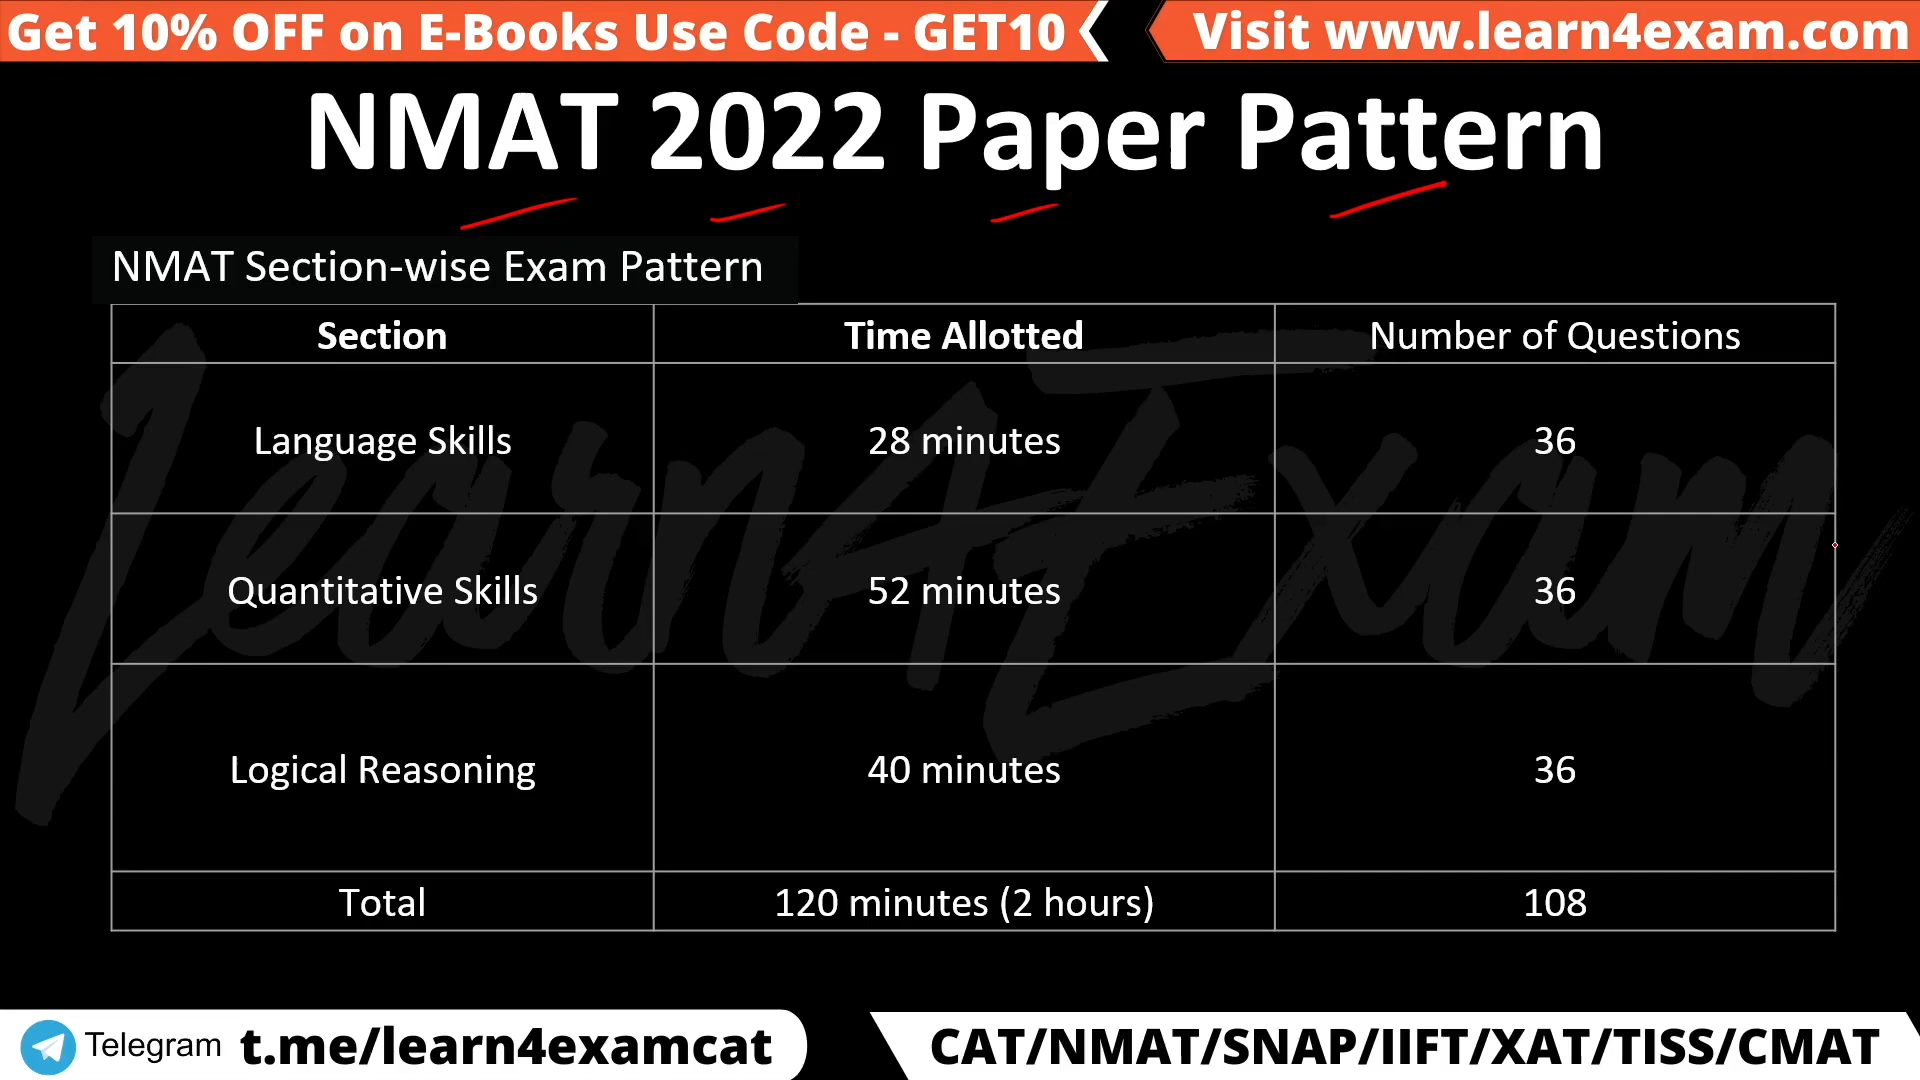 Get 10% OFF on E-Books Use Code - GET10
Visit www.learn4exam.com
NMAT 2022 Paper Pattern
NMAT Section-wise Exam Pattern
Section Time Allotted Number of Questions
Language Skills 28 minutes 36
Quantitative Skills 52 minutes 36
Logical Reasoning 40 minutes 36
Total 120 minutes (2 hours) 108
Learn4Exam
Telegram t.me/learn4examcat
CAT/NMAT/SNAP/IIFT/XAT/TISS/CMAT